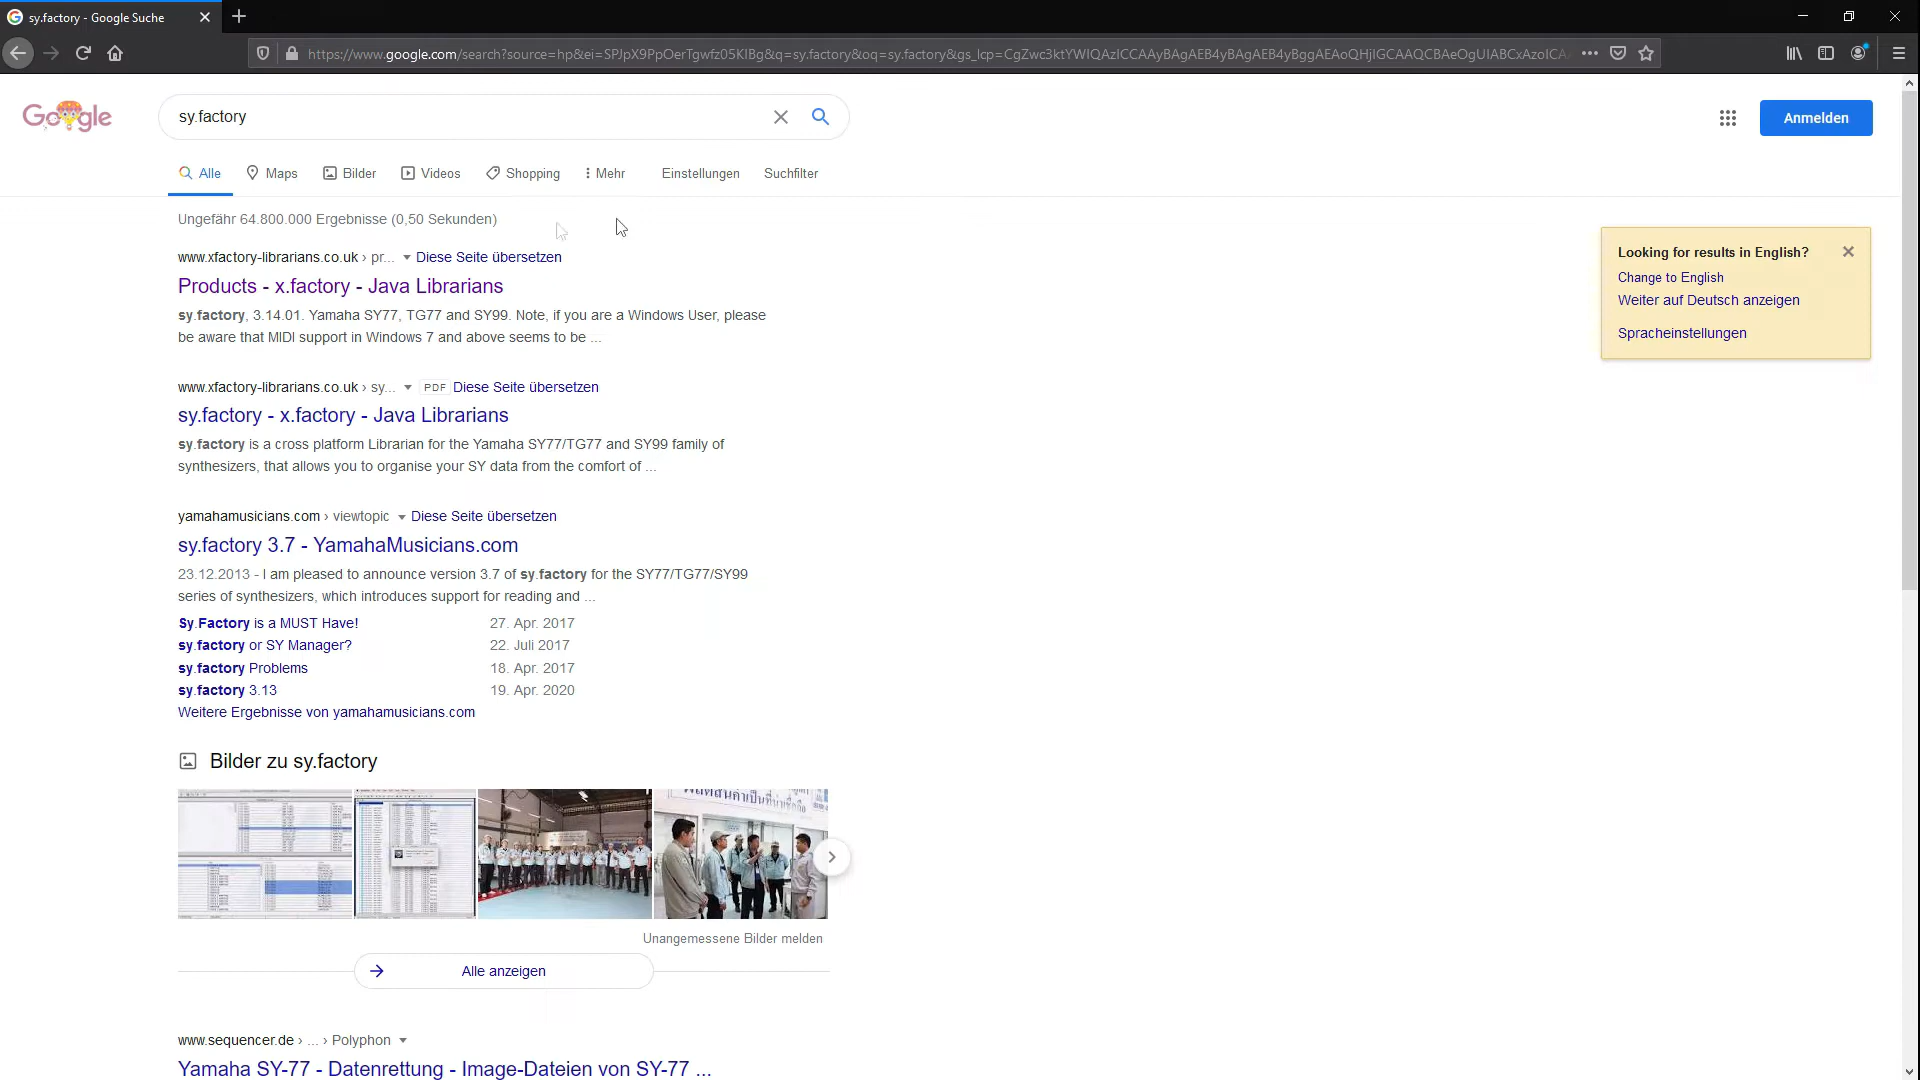 sy.factory - Google Suche
https://www.google.com/search?source=hp&ei=SPJpX9PpOerTgwfz05KIBg&q=sy.factory&oq=sy.factory&gs_lcp=CgZwc3ktYWIQAzICCAAyBAgAEB4yBAgAEB4yBggAEAoQHjIGCAAQCBAeOgUIABCxAzoICA
Google
sy.factory
Anmelden
Alle Maps Bilder Videos Shopping Mehr Einstellungen Suchfilter
Ungefähr 64.800.000 Ergebnisse (0,50 Sekunden)
Looking for results in English?
Change to English
Weiter auf Deutsch anzeigen
Spracheinstellungen
www.xfactory-librarians.co.uk › pr... Diese Seite übersetzen
Products - x.factory - Java Librarians
sy.factory, 3.14.01. Yamaha SY77, TG77 and SY99. Note, if you are a Windows User, please
be aware that MIDI support in Windows 7 and above seems to be ...
www.xfactory-librarians.co.uk › sy... PDF Diese Seite übersetzen
sy.factory - x.factory - Java Librarians
sy.factory is a cross platform Librarian for the Yamaha SY77/TG77 and SY99 family of
synthesizers, that allows you to organise your SY data from the comfort of ...
yamahamusicians.com › viewtopic Diese Seite übersetzen
sy.factory 3.7 - YamahaMusicians.com
23.12.2013 - I am pleased to announce version 3.7 of sy.factory for the SY77/TG77/SY99
series of synthesizers, which introduces support for reading and ...
Sy.Factory is a MUST Have! 27. Apr. 2017
sy.factory or SY Manager? 22. Juli 2017
sy.factory Problems 18. Apr. 2017
sy.factory 3.13 19. Apr. 2020
Weitere Ergebnisse von yamahamusicians.com
Bilder zu sy.factory
Unangemessene Bilder melden
Alle anzeigen
www.sequencer.de › ... › Polyphon
Yamaha SY-77 - Datenrettung - Image-Dateien von SY-77 ...